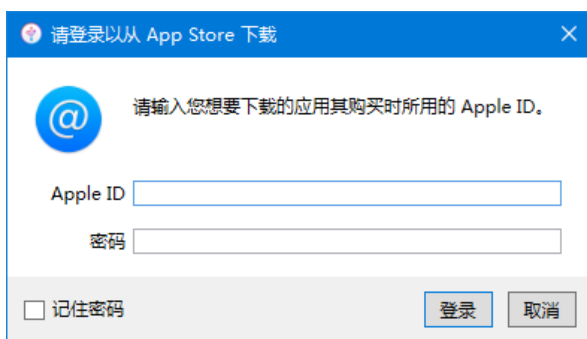 请登录以从 App Store 下载
请输入您想要下载的应用其购买时所用的 Apple ID。
Apple ID
密码
记住密码
登录
取消